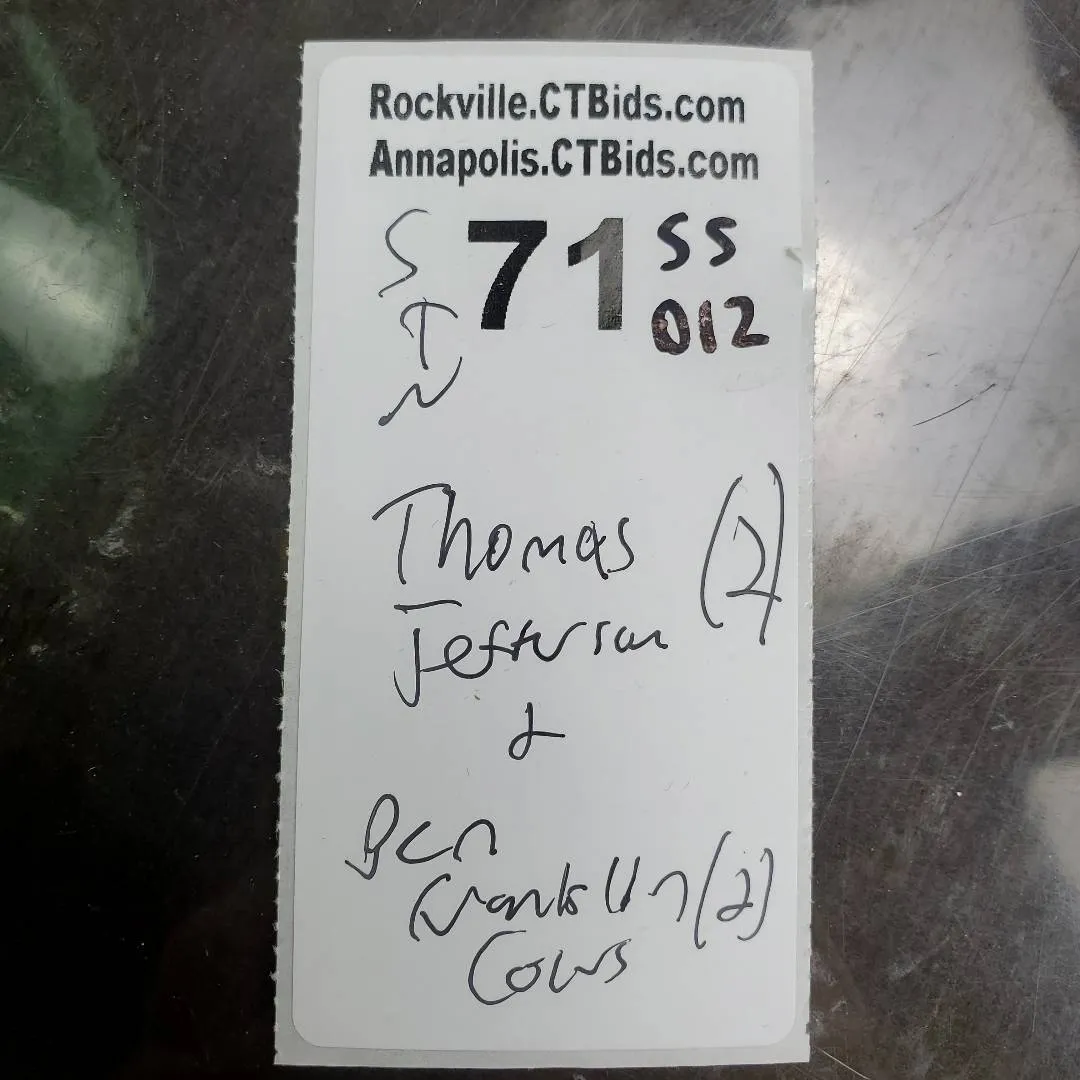 Rockville.CTBids.com
Annapolis.CTBids.com
S 71 SS
T 012
N
Thomas (2)
Jefferson
&
Ben
Franklin (2)
Coins